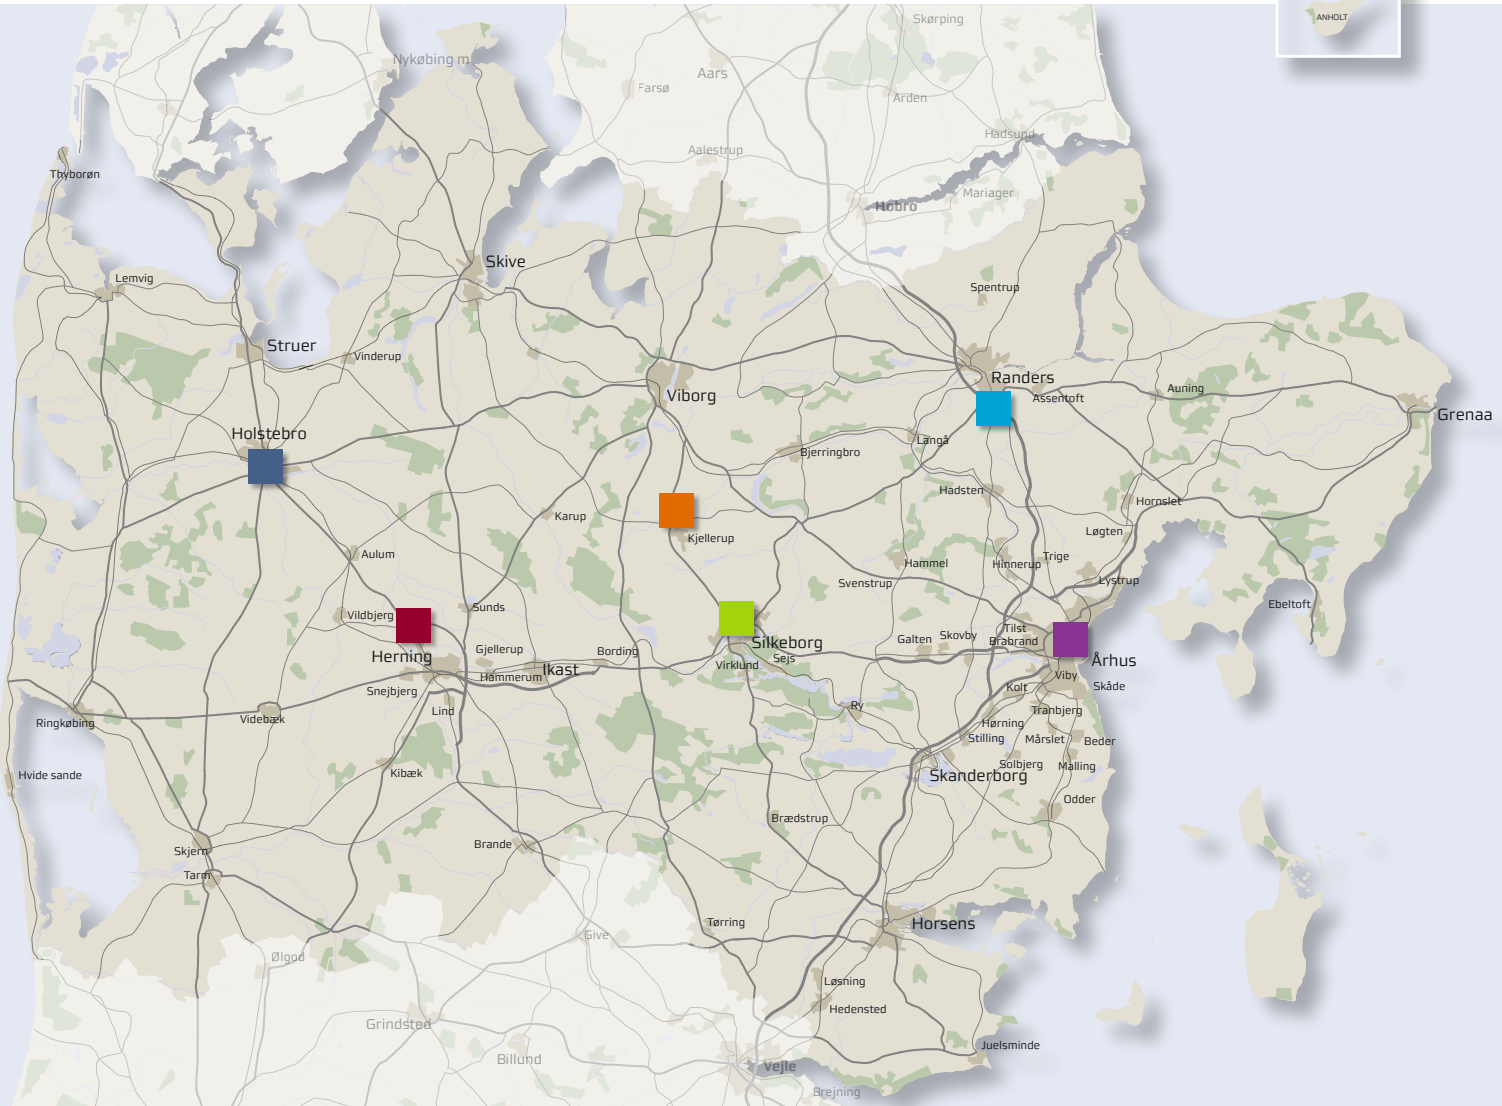 ANHOLT
Skørping
Nykøbing m
Aars
Farsø
Arden
Hadsund
Aalestrup
Thyborøn
Mariager
Hobro
Skive
Lemvig
Spentrup
Struer
Vinderup
Randers
Auning
Viborg
Assentoft
Grenaa
Holstebro
Langå
Bjerringbro
Hadsten
Hornslet
Karup
Løgten
Kjellerup
Aulum
Trige
Hammel
Hinnerup
Svenstrup
Lystrup
Ebeltoft
Vildbjerg
Sunds
Tilst
Galten
Skovby
Brabrand
Silkeborg
Gjellerup
Bording
Herning
Sejs
Århus
Virklund
Ikast
Hammerum
Viby
Snejbjerg
Kolt
Skåde
Ry
Lind
Tranbjerg
Videbæk
Ringkøbing
Hørning
Stilling
Mårslet
Beder
Solbjerg
Malling
Hvide sande
Kibæk
Skanderborg
Odder
Brædstrup
Brande
Skjern
Tarm
Tørring
Horsens
Give
Ølgod
Løsning
Hedensted
Grindsted
Juelsminde
Billund
Vejle
Brejning